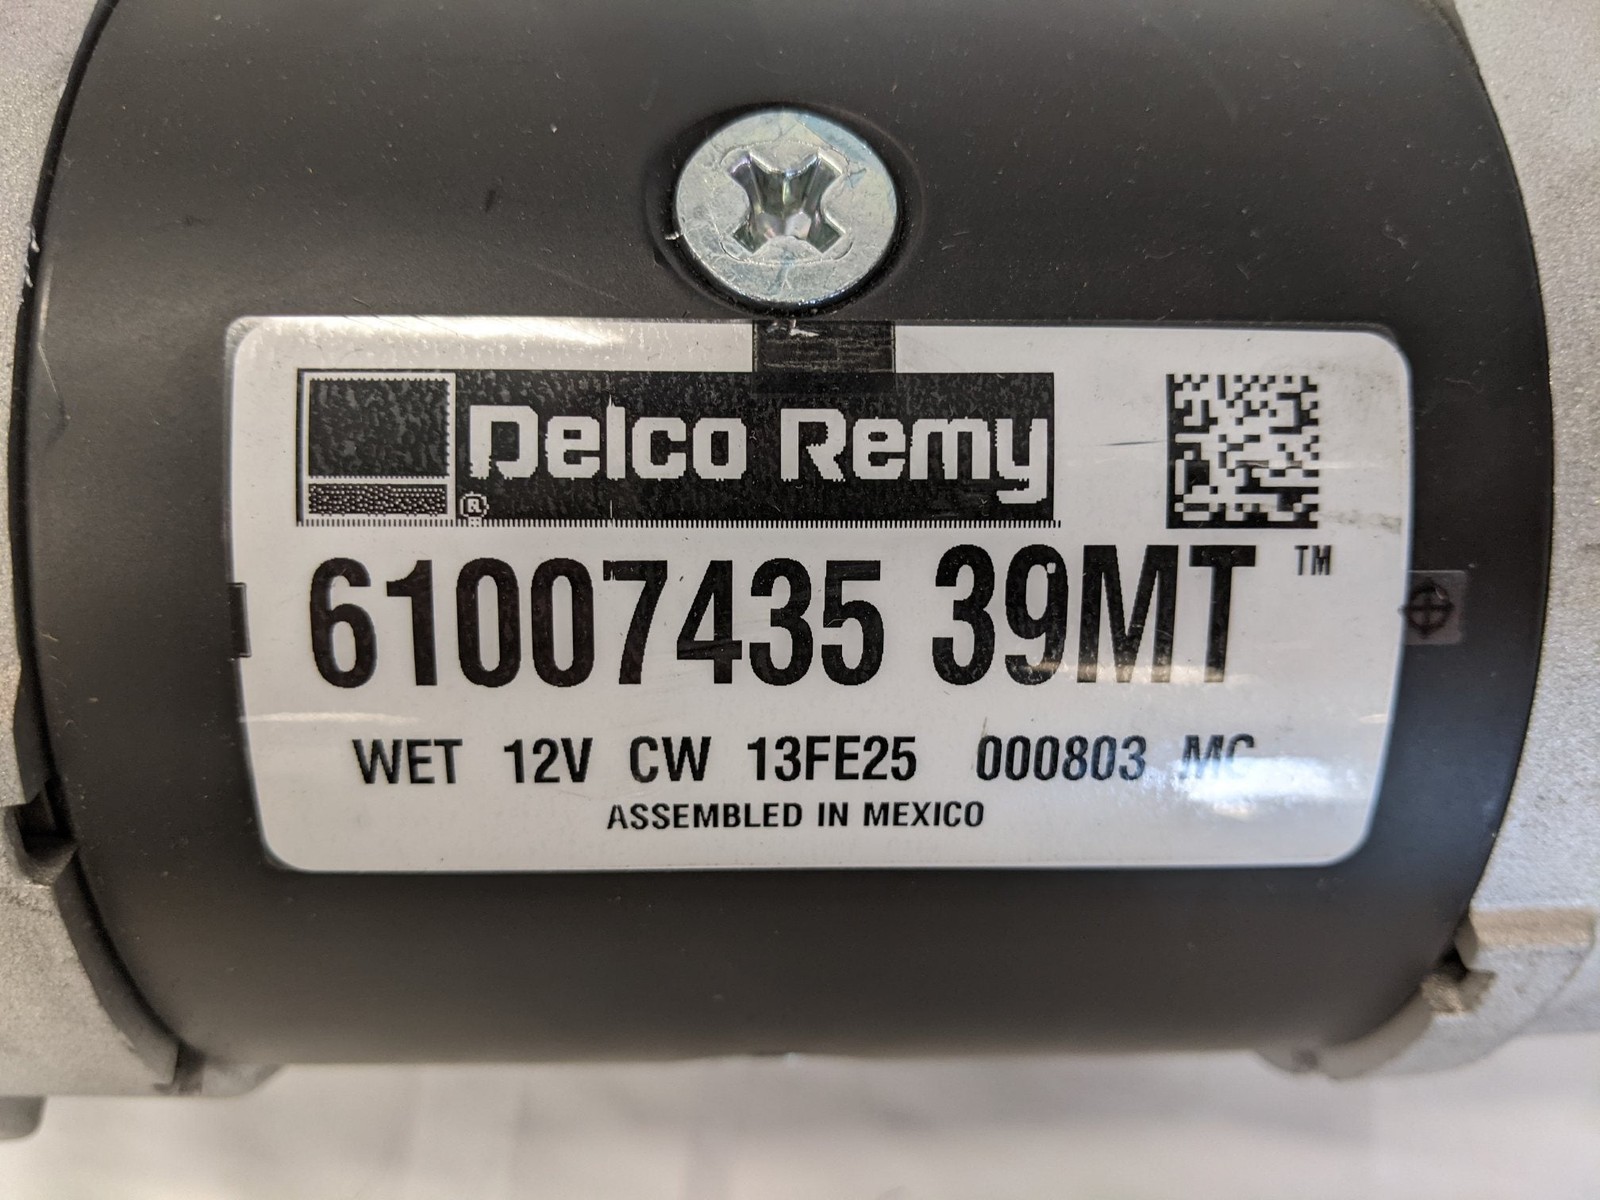 Delco Remy
®
61007435 39MT ™
WET 12V CW 13FE25 000803 MC
ASSEMBLED IN MEXICO